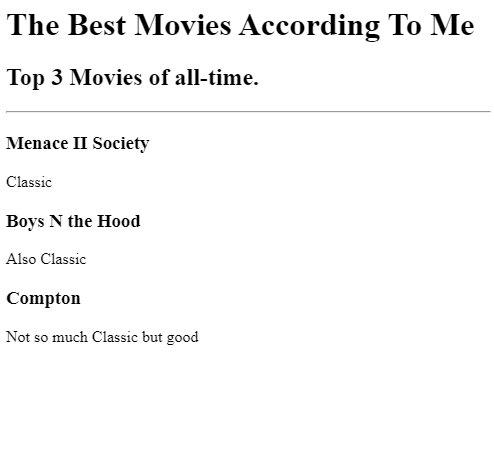 The Best Movies According To Me
Top 3 Movies of all-time.
Menace II Society
Classic
Boys N the Hood
Also Classic
Compton
Not so much Classic but good